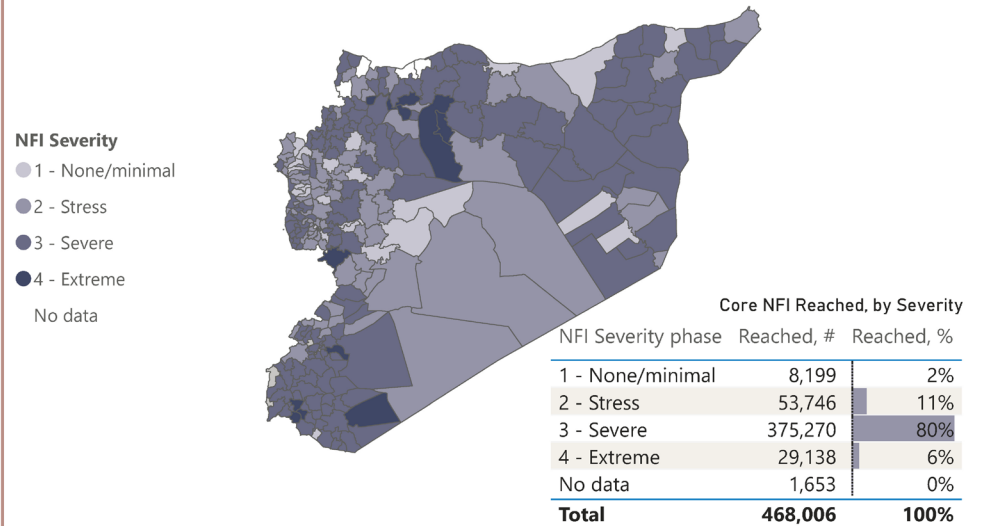 NFI Severity
1 - None/minimal
2 - Stress
3 - Severe
4 - Extreme
No data
Core NFI Reached, by Severity
NFI Severity phase Reached, # Reached, %
1 - None/minimal 8,199 2%
2 - Stress 53,746 11%
3 - Severe 375,270 80%
4 - Extreme 29,138 6%
No data 1,653 0%
Total 468,006 100%